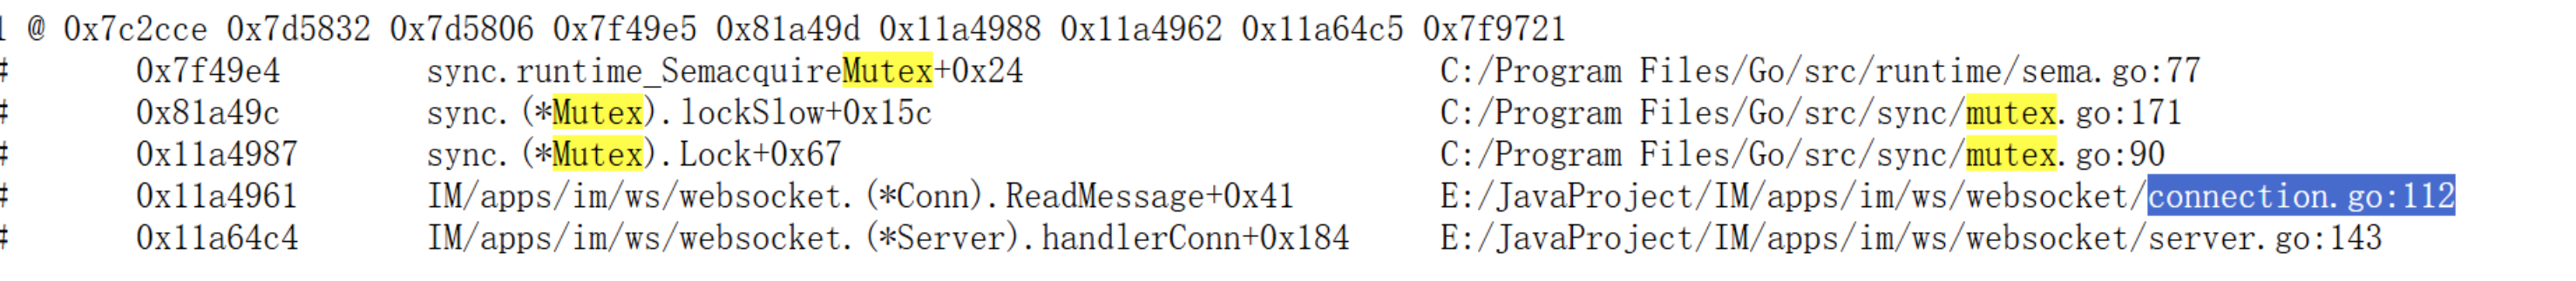 1 @ 0x7c2cce 0x7d5832 0x7d5806 0x7f49e5 0x81a49d 0x11a4988 0x11a4962 0x11a64c5 0x7f9721
# 0x7f49e4 sync.runtime_SemacquireMutex+0x24 C:/Program Files/Go/src/runtime/sema.go:77
# 0x81a49c sync.(*Mutex).lockSlow+0x15c C:/Program Files/Go/src/sync/mutex.go:171
# 0x11a4987 sync.(*Mutex).Lock+0x67 C:/Program Files/Go/src/sync/mutex.go:90
# 0x11a4961 IM/apps/im/ws/websocket.(*Conn).ReadMessage+0x41 E:/JavaProject/IM/apps/im/ws/websocket/connection.go:112
# 0x11a64c4 IM/apps/im/ws/websocket.(*Server).handlerConn+0x184 E:/JavaProject/IM/apps/im/ws/websocket/server.go:143